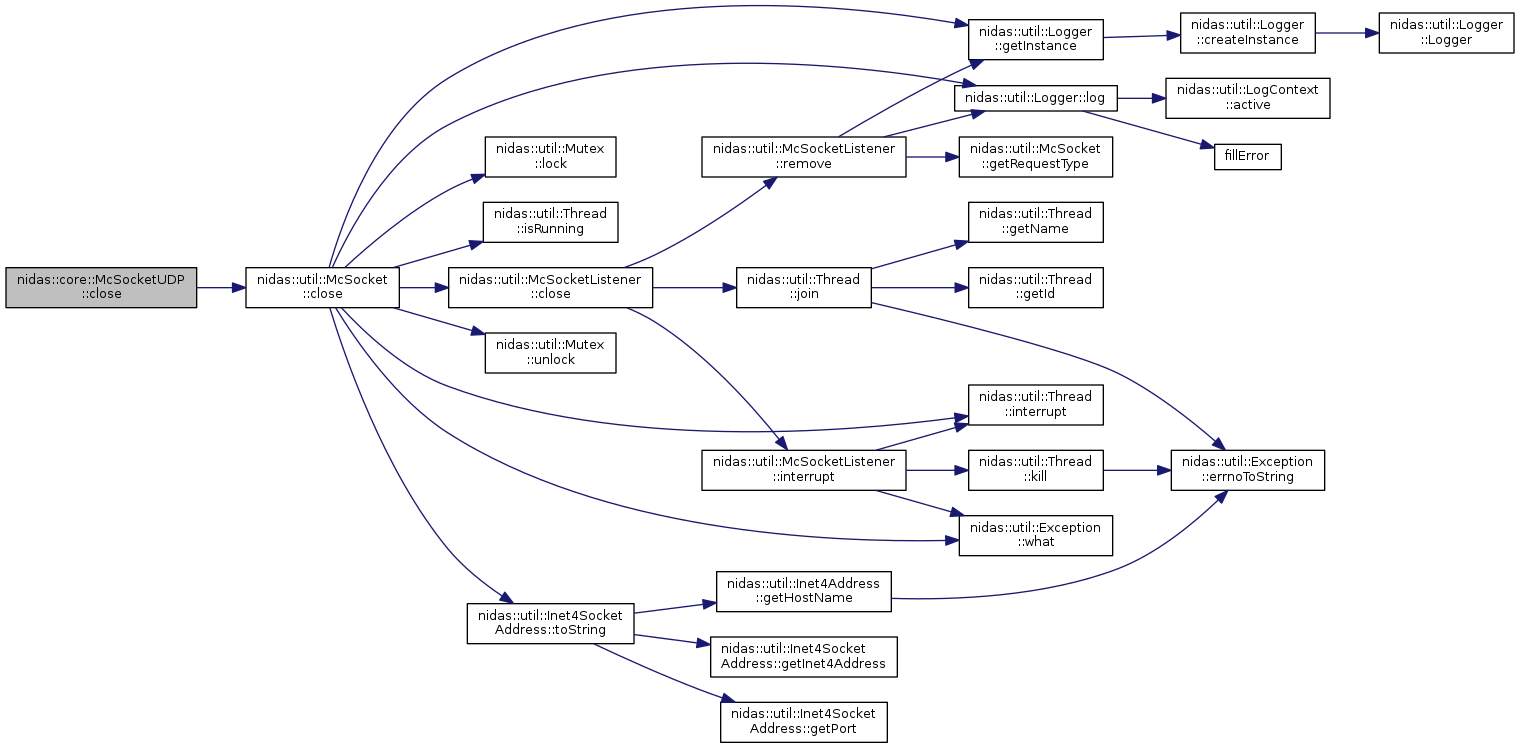 nidas::core::McSocketUDP
::close
nidas::util::McSocket
::close
nidas::util::Mutex
::lock
nidas::util::Thread
::isRunning
nidas::util::McSocketListener
::close
nidas::util::Mutex
::unlock
nidas::util::Inet4Socket
Address::toString
nidas::util::McSocketListener
::remove
nidas::util::Thread
::join
nidas::util::McSocketListener
::interrupt
nidas::util::Inet4Address
::getHostName
nidas::util::Inet4Socket
Address::getInet4Address
nidas::util::Inet4Socket
Address::getPort
nidas::util::Logger
::getInstance
nidas::util::Logger::log
nidas::util::McSocket
::getRequestType
nidas::util::Thread
::getName
nidas::util::Thread
::getId
nidas::util::Thread
::interrupt
nidas::util::Thread
::kill
nidas::util::Exception
::what
nidas::util::Logger
::createInstance
nidas::util::LogContext
::active
fillError
nidas::util::Exception
::errnoToString
nidas::util::Logger
::Logger